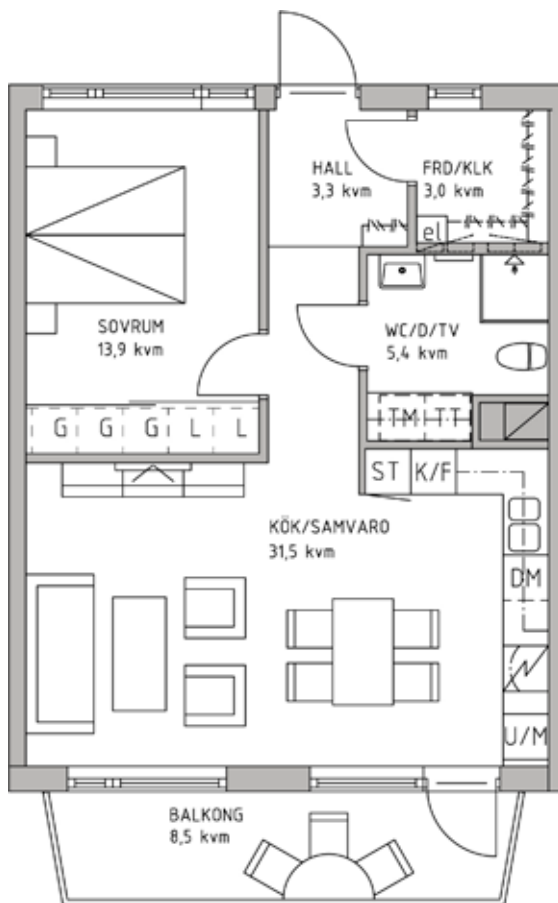 HALL
3,3 kvm
FRD/KLK
3,0 kvm
el
SOVRUM
13,9 kvm
WC/D/TV
5,4 kvm
G G G L L
TM TT
ST K/F
KÖK/SAMVARO
31,5 kvm
DM
U/M
BALKONG
8,5 kvm